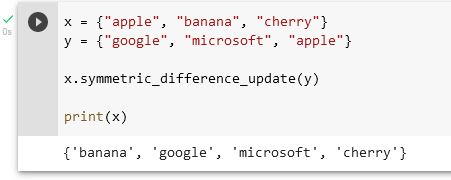 x = {"apple", "banana", "cherry"}
y = {"google", "microsoft", "apple"}
x.symmetric_difference_update(y)
print(x)
{'banana', 'google', 'microsoft', 'cherry'}
0s